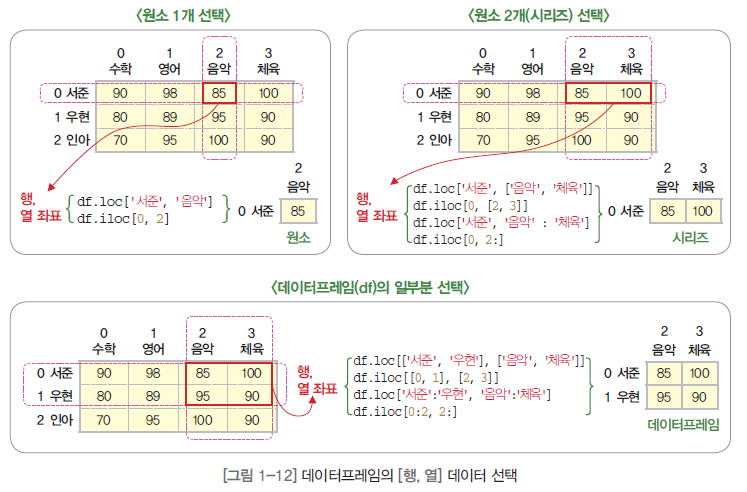 <원소 1개 선택>
0 1 2 3
수학 영어 음악 체육
0 서준 90 98 85 100
1 우현 80 89 95 90
2 인아 70 95 100 90
행,
열 좌표
df.loc['서준', '음악']
df.iloc[0, 2]
2
음악
0 서준 85
원소
<원소 2개(시리즈) 선택>
0 1 2 3
수학 영어 음악 체육
0 서준 90 98 85 100
1 우현 80 89 95 90
2 인아 70 95 100 90
행,
열 좌표
df.loc['서준', ['음악', '체육']]
df.iloc[0, [2, 3]]
df.loc['서준', '음악' : '체육']
df.iloc[0, 2:]
2 3
음악 체육
0 서준 85 100
시리즈
<데이터프레임(df)의 일부분 선택>
0 1 2 3
수학 영어 음악 체육
0 서준 90 98 85 100
1 우현 80 89 95 90
2 인아 70 95 100 90
행,
열 좌표
df.loc[['서준', '우현'], ['음악', '체육']]
df.iloc[[0, 1], [2, 3]]
df.loc['서준':'우현', '음악':'체육']
df.iloc[0:2, 2:]
2 3
음악 체육
0 서준 85 100
1 우현 95 90
데이터프레임
[그림 1-12] 데이터프레임의 [행, 열] 데이터 선택